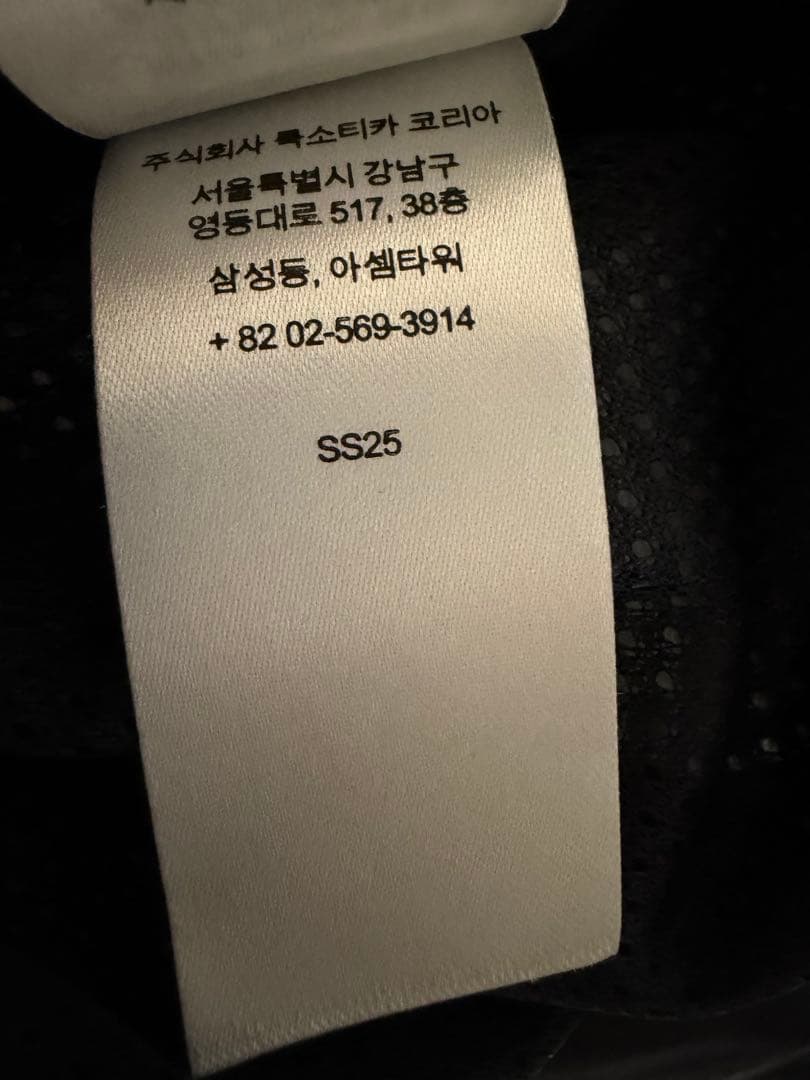 주식회사 룩소티카 코리아
서울특별시 강남구
영동대로 517, 38층
삼성동, 아셈타워
+ 82 02-569-3914
SS25